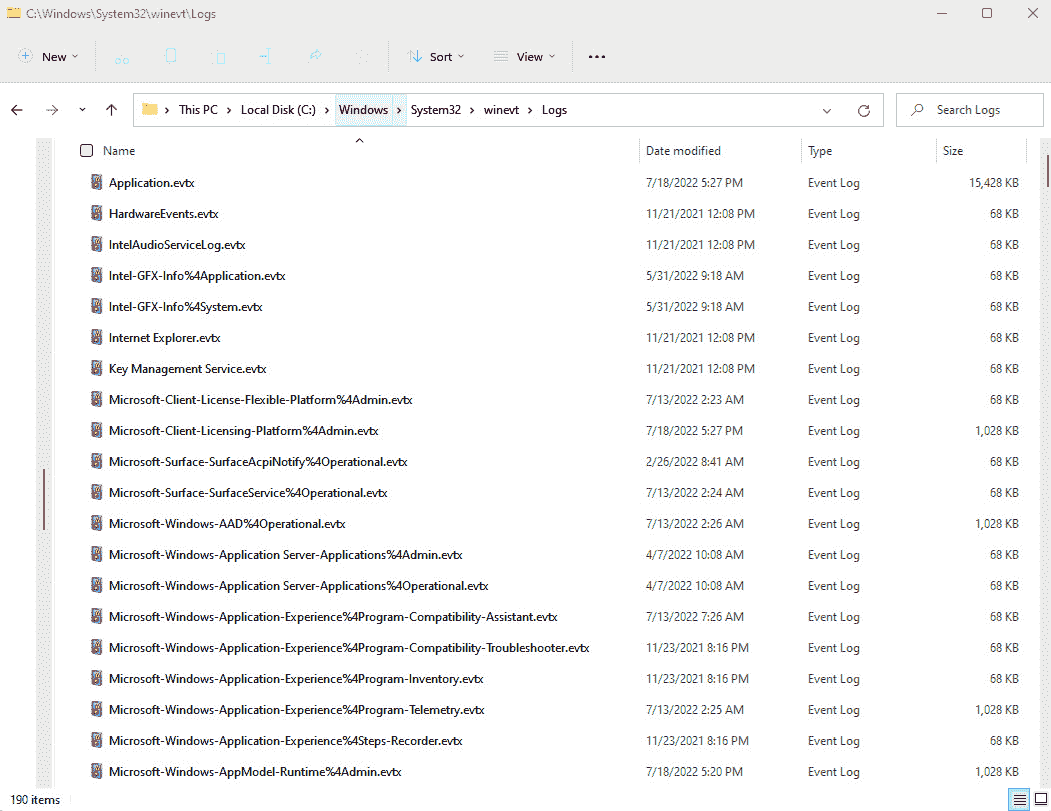 C:\Windows\System32\winevt\Logs
New Sort View
This PC Local Disk (C:) Windows System32 winevt Logs Search Logs
Name Date modified Type Size
Application.evtx 7/18/2022 5:27 PM Event Log 15,428 KB
HardwareEvents.evtx 11/21/2021 12:08 PM Event Log 68 KB
IntelAudioServiceLog.evtx 11/21/2021 12:08 PM Event Log 68 KB
Intel-GFX-Info%4Application.evtx 5/31/2022 9:18 AM Event Log 68 KB
Intel-GFX-Info%4System.evtx 5/31/2022 9:18 AM Event Log 68 KB
Internet Explorer.evtx 11/21/2021 12:08 PM Event Log 68 KB
Key Management Service.evtx 11/21/2021 12:08 PM Event Log 68 KB
Microsoft-Client-License-Flexible-Platform%4Admin.evtx 7/13/2022 2:23 AM Event Log 68 KB
Microsoft-Client-Licensing-Platform%4Admin.evtx 7/18/2022 5:27 PM Event Log 1,028 KB
Microsoft-Surface-SurfaceAcpiNotify%4Operational.evtx 2/26/2022 8:41 AM Event Log 68 KB
Microsoft-Surface-SurfaceService%4Operational.evtx 7/13/2022 2:24 AM Event Log 68 KB
Microsoft-Windows-AAD%4Operational.evtx 7/13/2022 2:26 AM Event Log 1,028 KB
Microsoft-Windows-Application Server-Applications%4Admin.evtx 4/7/2022 10:08 AM Event Log 68 KB
Microsoft-Windows-Application Server-Applications%4Operational.evtx 4/7/2022 10:08 AM Event Log 68 KB
Microsoft-Windows-Application-Experience%4Program-Compatibility-Assistant.evtx 7/13/2022 7:26 AM Event Log 68 KB
Microsoft-Windows-Application-Experience%4Program-Compatibility-Troubleshooter.evtx 11/23/2021 8:16 PM Event Log 68 KB
Microsoft-Windows-Application-Experience%4Program-Inventory.evtx 11/23/2021 8:16 PM Event Log 68 KB
Microsoft-Windows-Application-Experience%4Program-Telemetry.evtx 7/13/2022 2:25 AM Event Log 1,028 KB
Microsoft-Windows-Application-Experience%4Steps-Recorder.evtx 11/23/2021 8:16 PM Event Log 68 KB
Microsoft-Windows-AppModel-Runtime%4Admin.evtx 7/18/2022 5:20 PM Event Log 1,028 KB
190 items